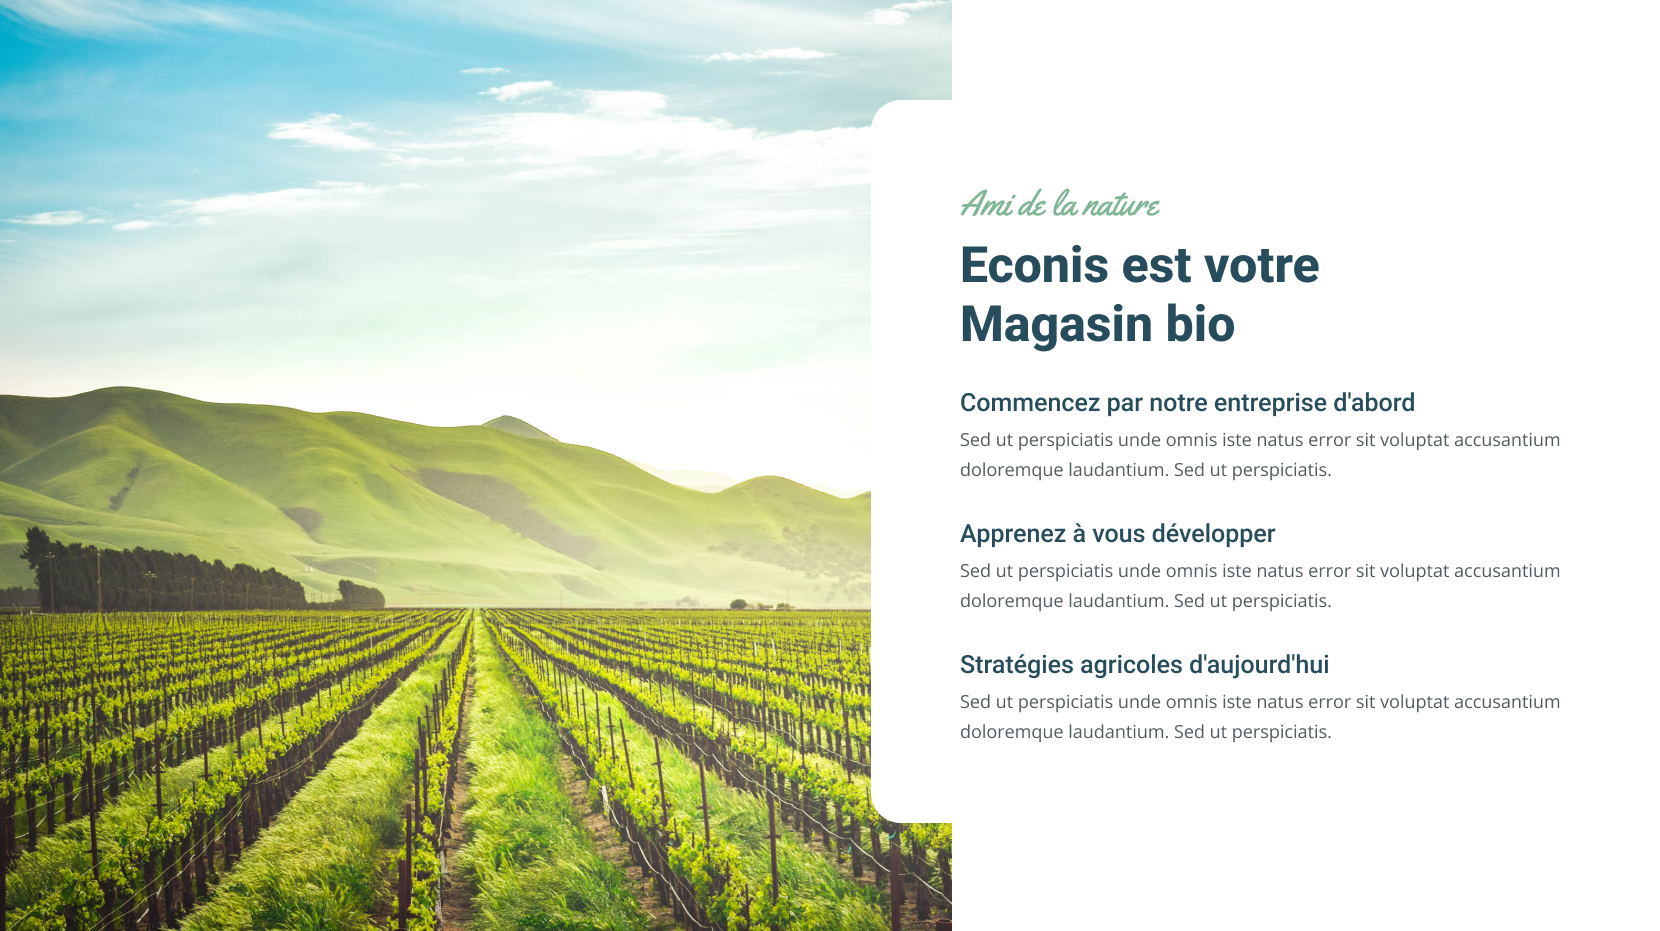 Ami de la nature
Econis est votre
Magasin bio
Commencez par notre entreprise d'abord
Sed ut perspiciatis unde omnis iste natus error sit voluptat accusantium
doloremque laudantium. Sed ut perspiciatis.
Apprenez à vous développer
Sed ut perspiciatis unde omnis iste natus error sit voluptat accusantium
doloremque laudantium. Sed ut perspiciatis.
Stratégies agricoles d'aujourd'hui
Sed ut perspiciatis unde omnis iste natus error sit voluptat accusantium
doloremque laudantium. Sed ut perspiciatis.